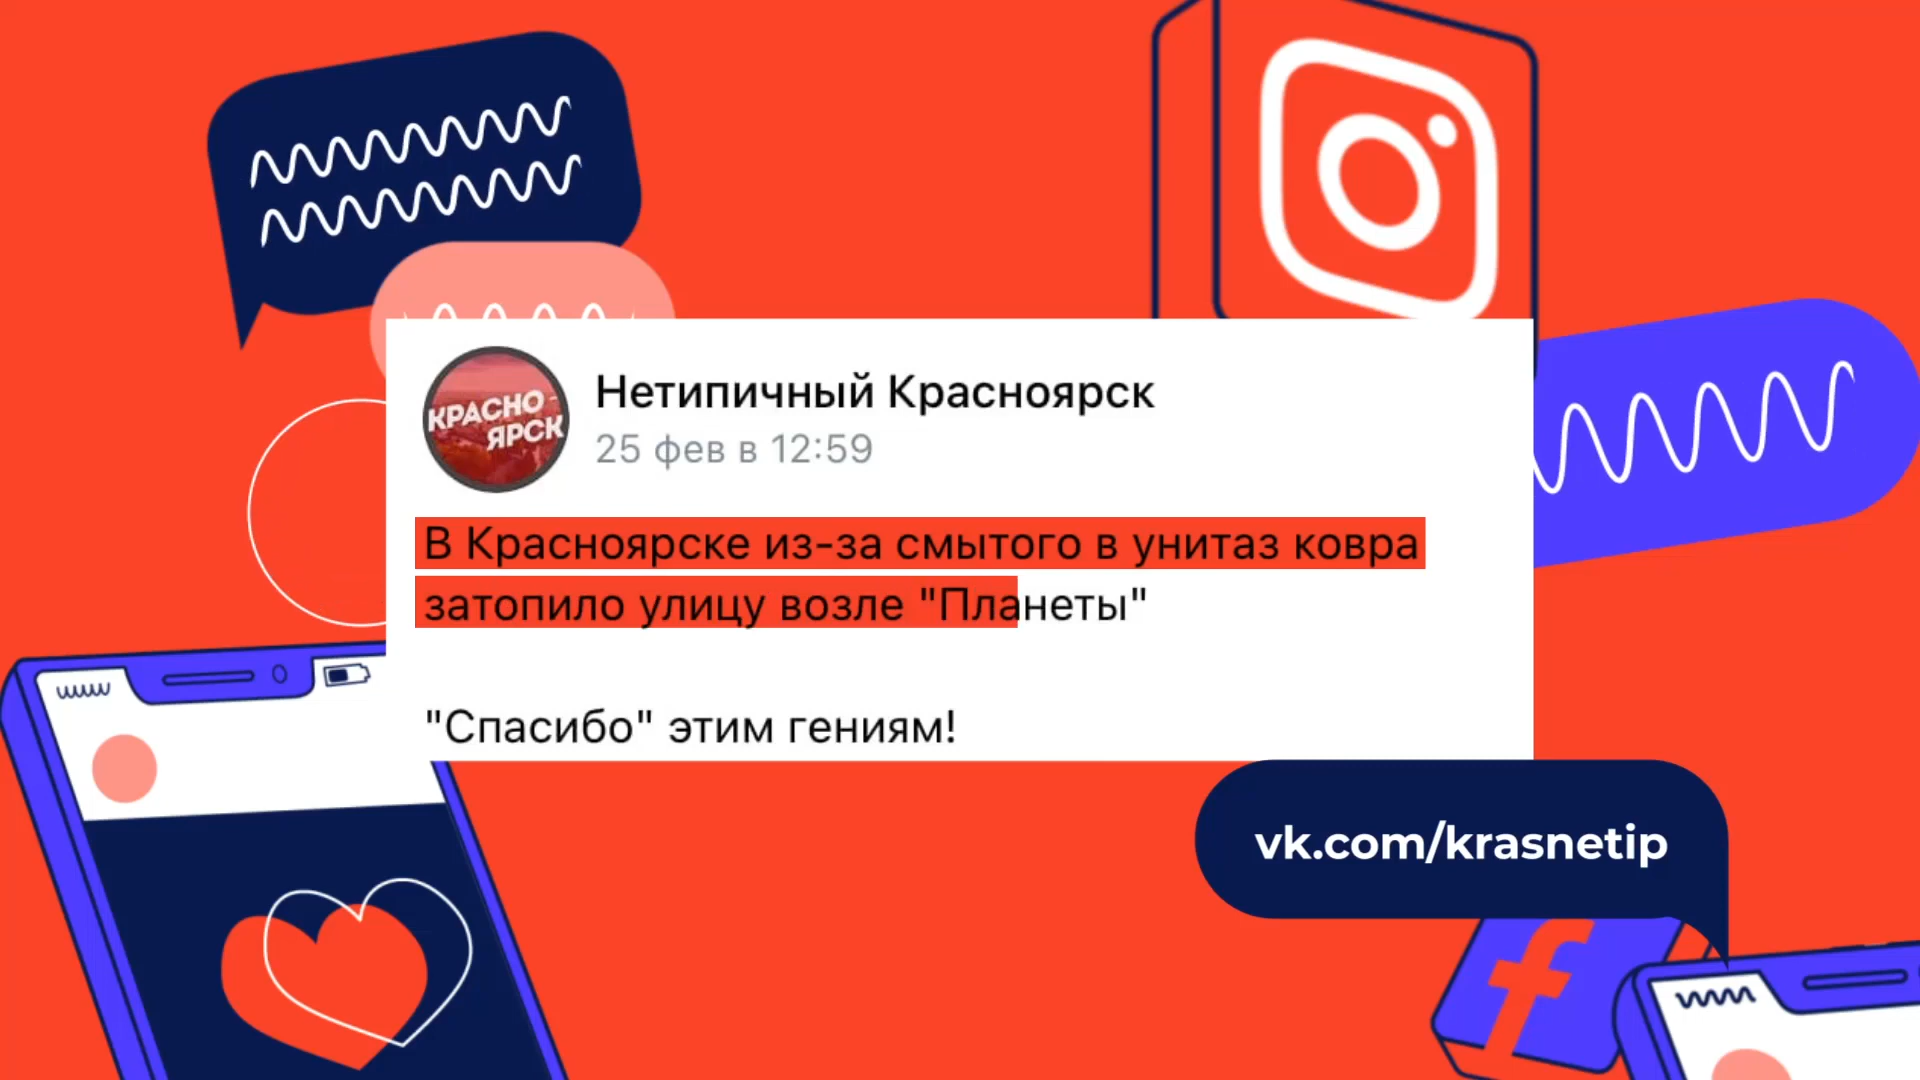 КРАСНО
ЯРСК
Нетипичный Красноярск
25 фев в 12:59
В Красноярске из-за смытого в унитаз ковра
затопило улицу возле "Планеты"
"Спасибо" этим гениям!
vk.com/krasnetip